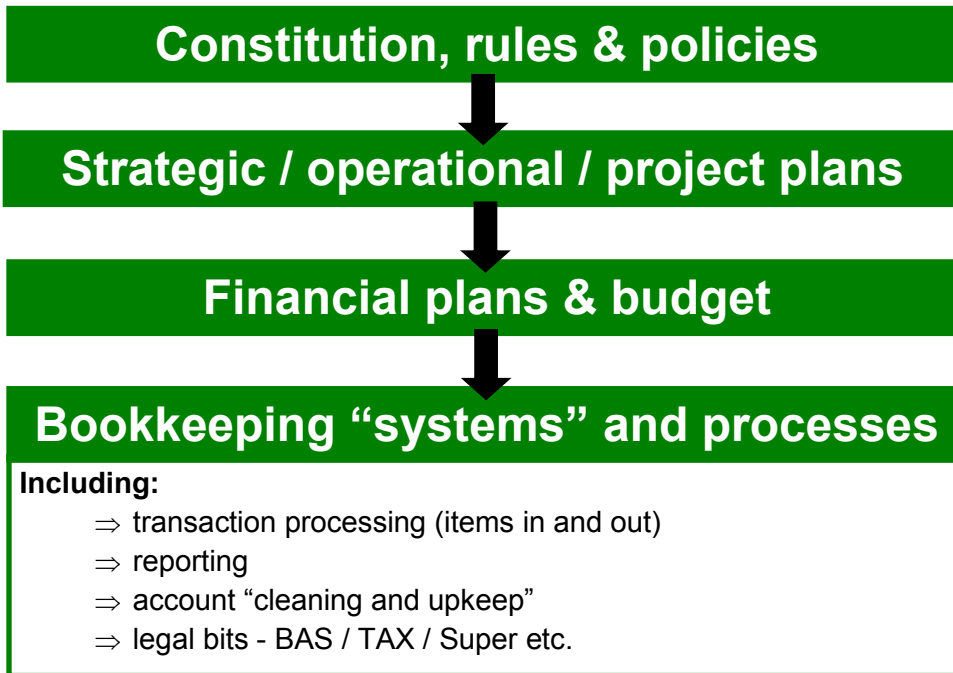 Constitution, rules & policies
Strategic / operational / project plans
Financial plans & budget
Bookkeeping “systems” and processes
Including:
⇒ transaction processing (items in and out)
⇒ reporting
⇒ account “cleaning and upkeep”
⇒ legal bits - BAS / TAX / Super etc.